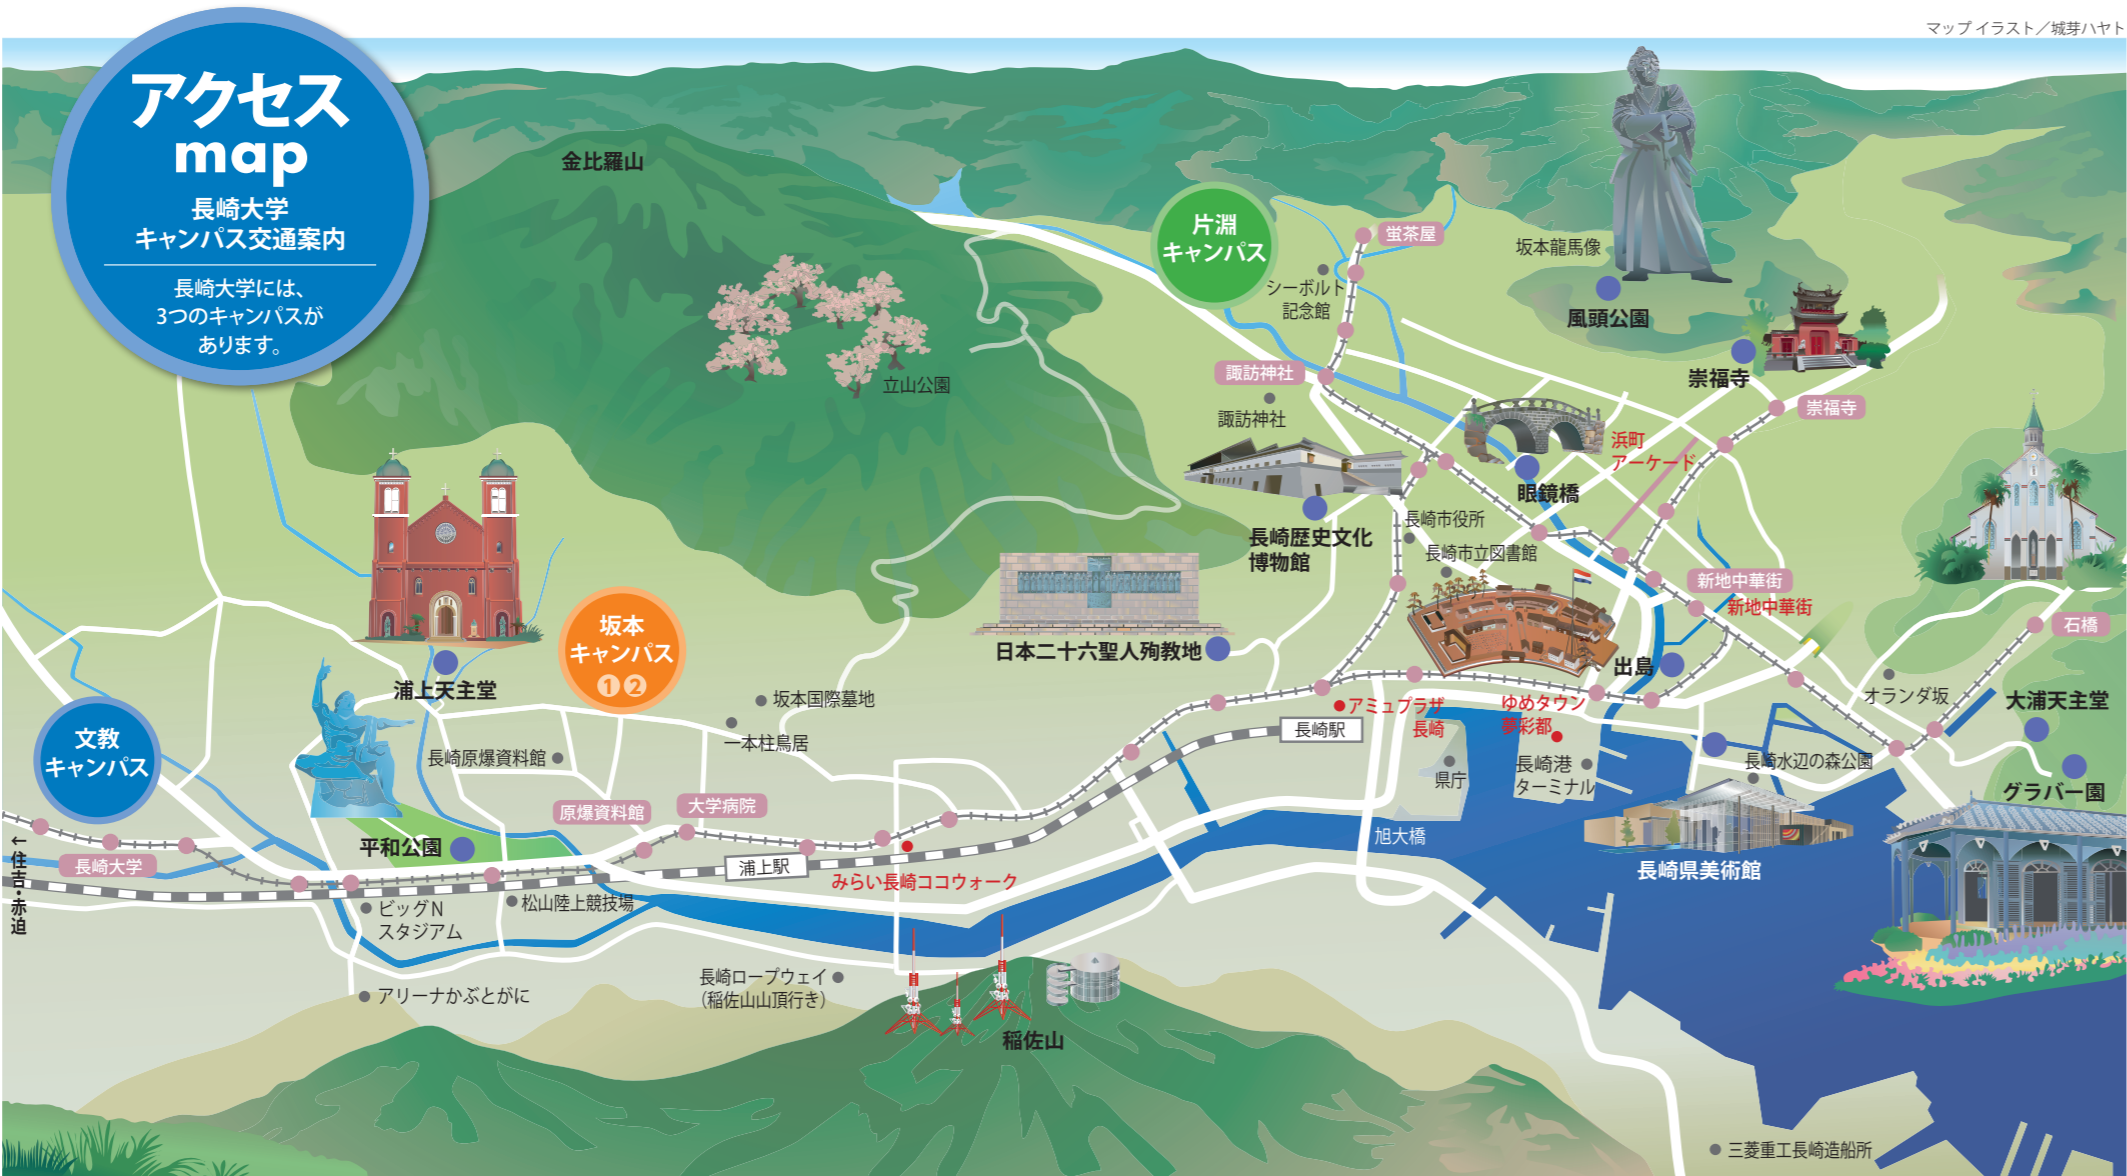 マップ イラスト／城芽ハヤト
アクセス
map
長崎大学
キャンパス交通案内
長崎大学には、
3つのキャンパスが
あります。
金比羅山
片淵
キャンパス
蛍茶屋
シーボルト
記念館
坂本龍馬像
風頭公園
崇福寺
崇福寺
立山公園
諏訪神社
諏訪神社
浜町
アーケード
眼鏡橋
長崎歴史文化
博物館
長崎市役所
長崎市立図書館
新地中華街
新地中華街
石橋
坂本
キャンパス
1 2
日本二十六聖人殉教地
出島
オランダ坂
大浦天主堂
浦上天主堂
坂本国際墓地
一本柱鳥居
アミュプラザ
長崎
ゆめタウン
夢彩都
長崎駅
文教
キャンパス
長崎原爆資料館
県庁
長崎港
ターミナル
長崎水辺の森公園
グラバー園
原爆資料館
大学病院
旭大橋
平和公園
長崎大学
浦上駅
みらい長崎ココウォーク
長崎県美術館
←住吉・赤迫
ビッグN
スタジアム
松山陸上競技場
長崎ロープウェイ
（稲佐山山頂行き）
アリーナかぶとがに
稲佐山
三菱重工長崎造船所